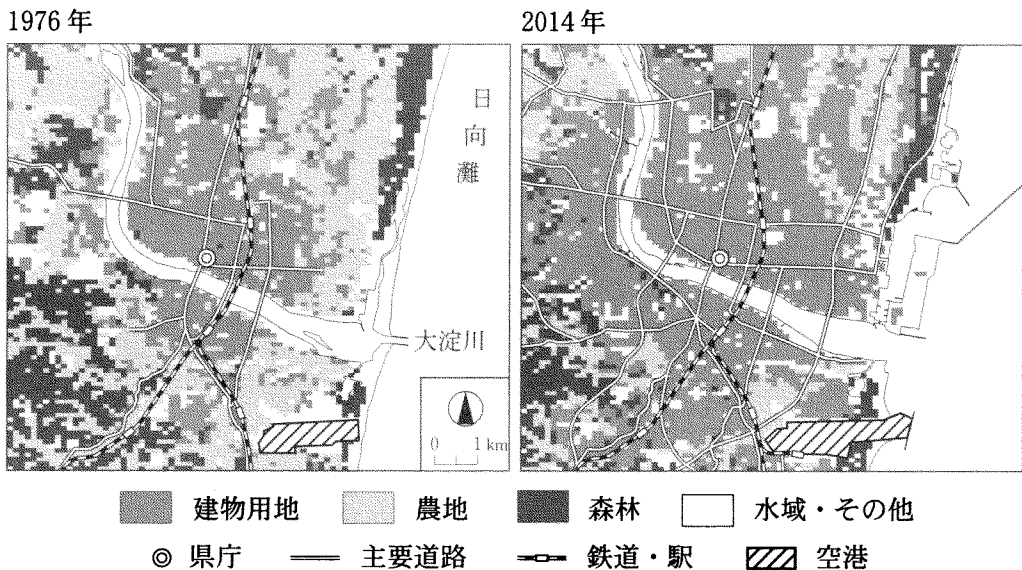 1976年
2014年
日向灘
大淀川
0 1km
建物用地 農地 森林 水域・その他
県庁 主要道路 鉄道・駅 空港